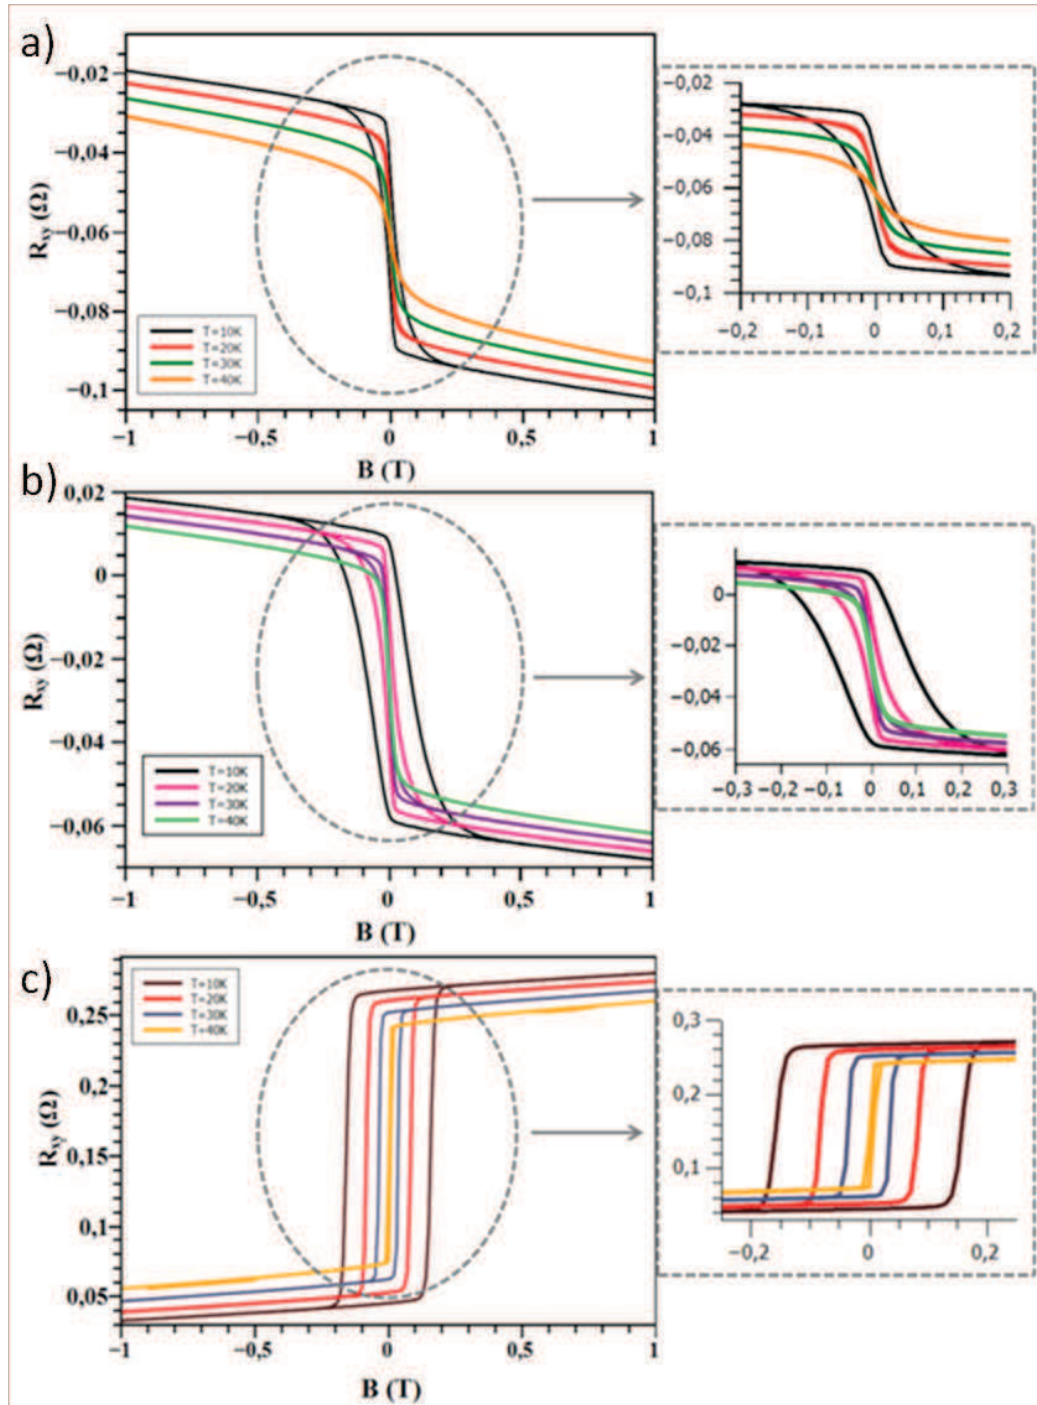 a)
−0,02
−0,04
−0,06
−0,08
−0,1
Rxy (Ω)
T=10K
T=20K
T=30K
T=40K
−1
−0,5
0
0,5
1
B (T)
−0,02
−0,04
−0,06
−0,08
−0,1
−0,2
−0,1
0
0,1
0,2
b)
0,02
0
−0,02
−0,04
−0,06
Rxy (Ω)
T=10K
T=20K
T=30K
T=40K
−1
−0,5
0
0,5
1
B (T)
0
−0,02
−0,04
−0,06
−0,3
−0,2
−0,1
0
0,1
0,2
0,3
c)
0,25
0,2
0,15
0,1
0,05
Rxy (Ω)
T=10K
T=20K
T=30K
T=40K
−1
−0,5
0
0,5
1
B (T)
0,3
0,2
0,1
−0,2
0
0,2